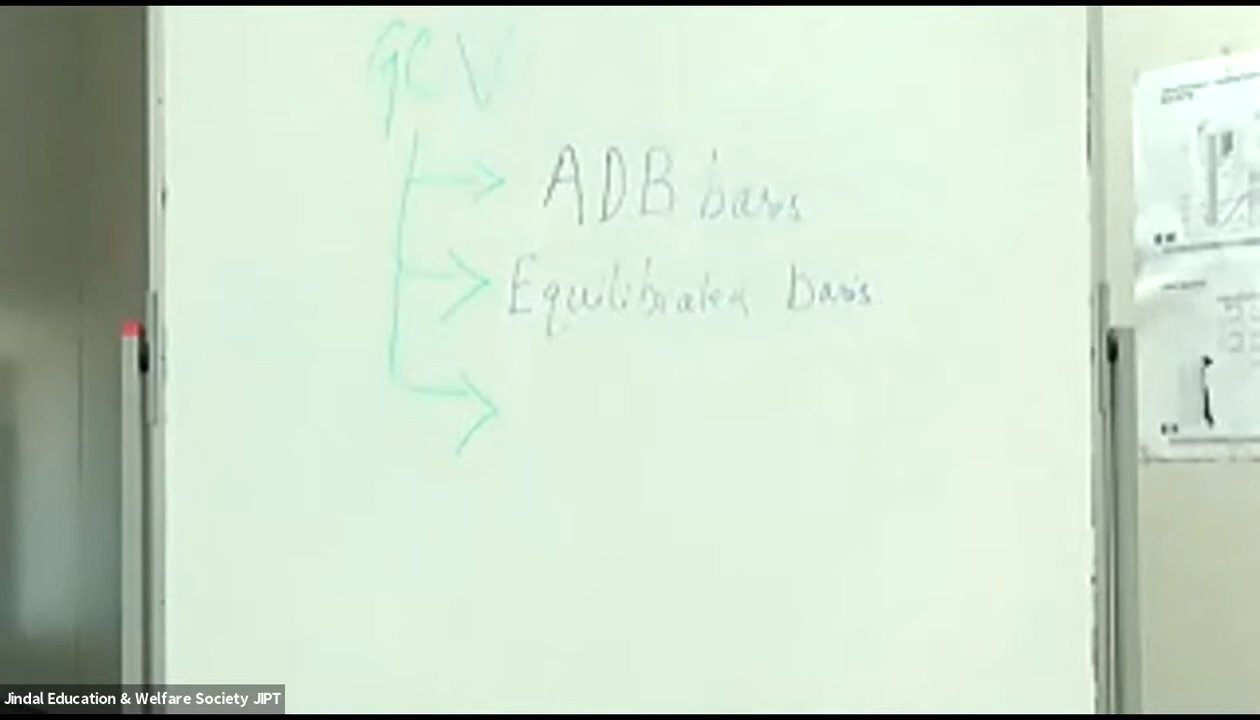 GCV
ADB basis
Equilibrated basis
Jindal Education & Welfare Society JIPT